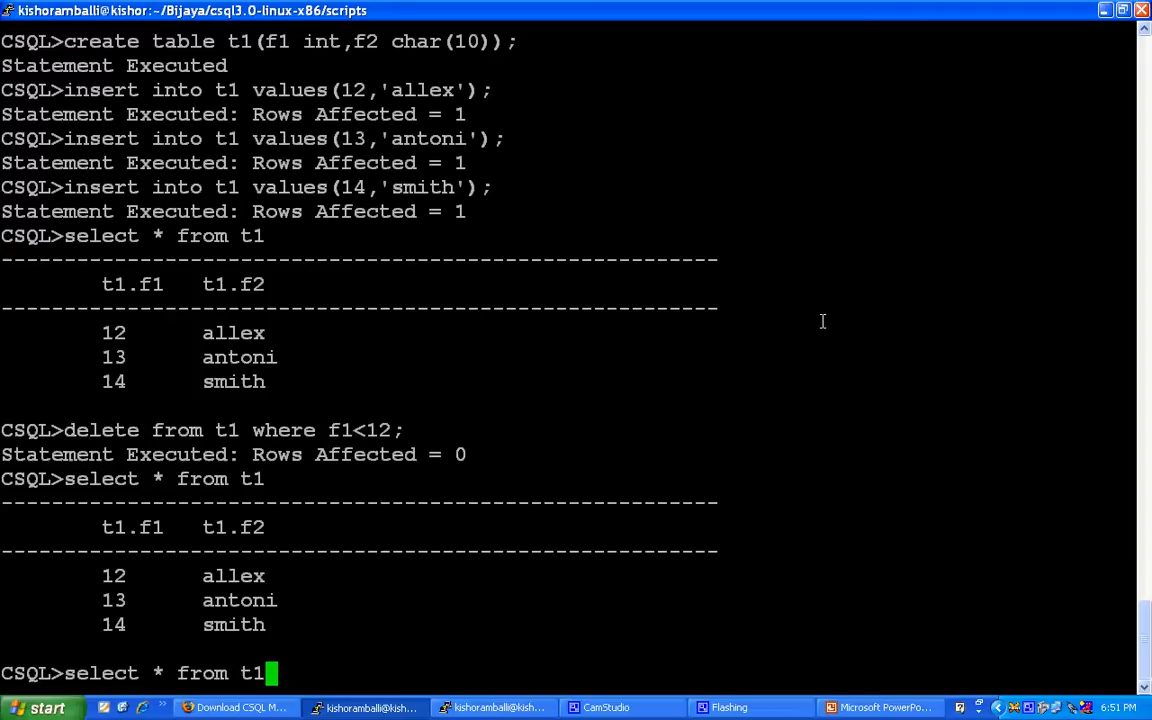 kishoramballi@kishor:~/Bijaya/csql3.0-linux-x86/scripts
CSQL>create table t1(f1 int,f2 char(10));
Statement Executed
CSQL>insert into t1 values(12,'allex');
Statement Executed: Rows Affected = 1
CSQL>insert into t1 values(13,'antoni');
Statement Executed: Rows Affected = 1
CSQL>insert into t1 values(14,'smith');
Statement Executed: Rows Affected = 1
CSQL>select * from t1
---------------------------------------------------------
t1.f1 t1.f2
---------------------------------------------------------
12 allex
13 antoni
14 smith
CSQL>delete from t1 where f1<12;
Statement Executed: Rows Affected = 0
CSQL>select * from t1
---------------------------------------------------------
t1.f1 t1.f2
---------------------------------------------------------
12 allex
13 antoni
14 smith
CSQL>select * from t1
start Download CSQL M... kishoramballi@kish... kishoramballi@kish... CamStudio Flashing Microsoft PowerPo... 6:51 PM